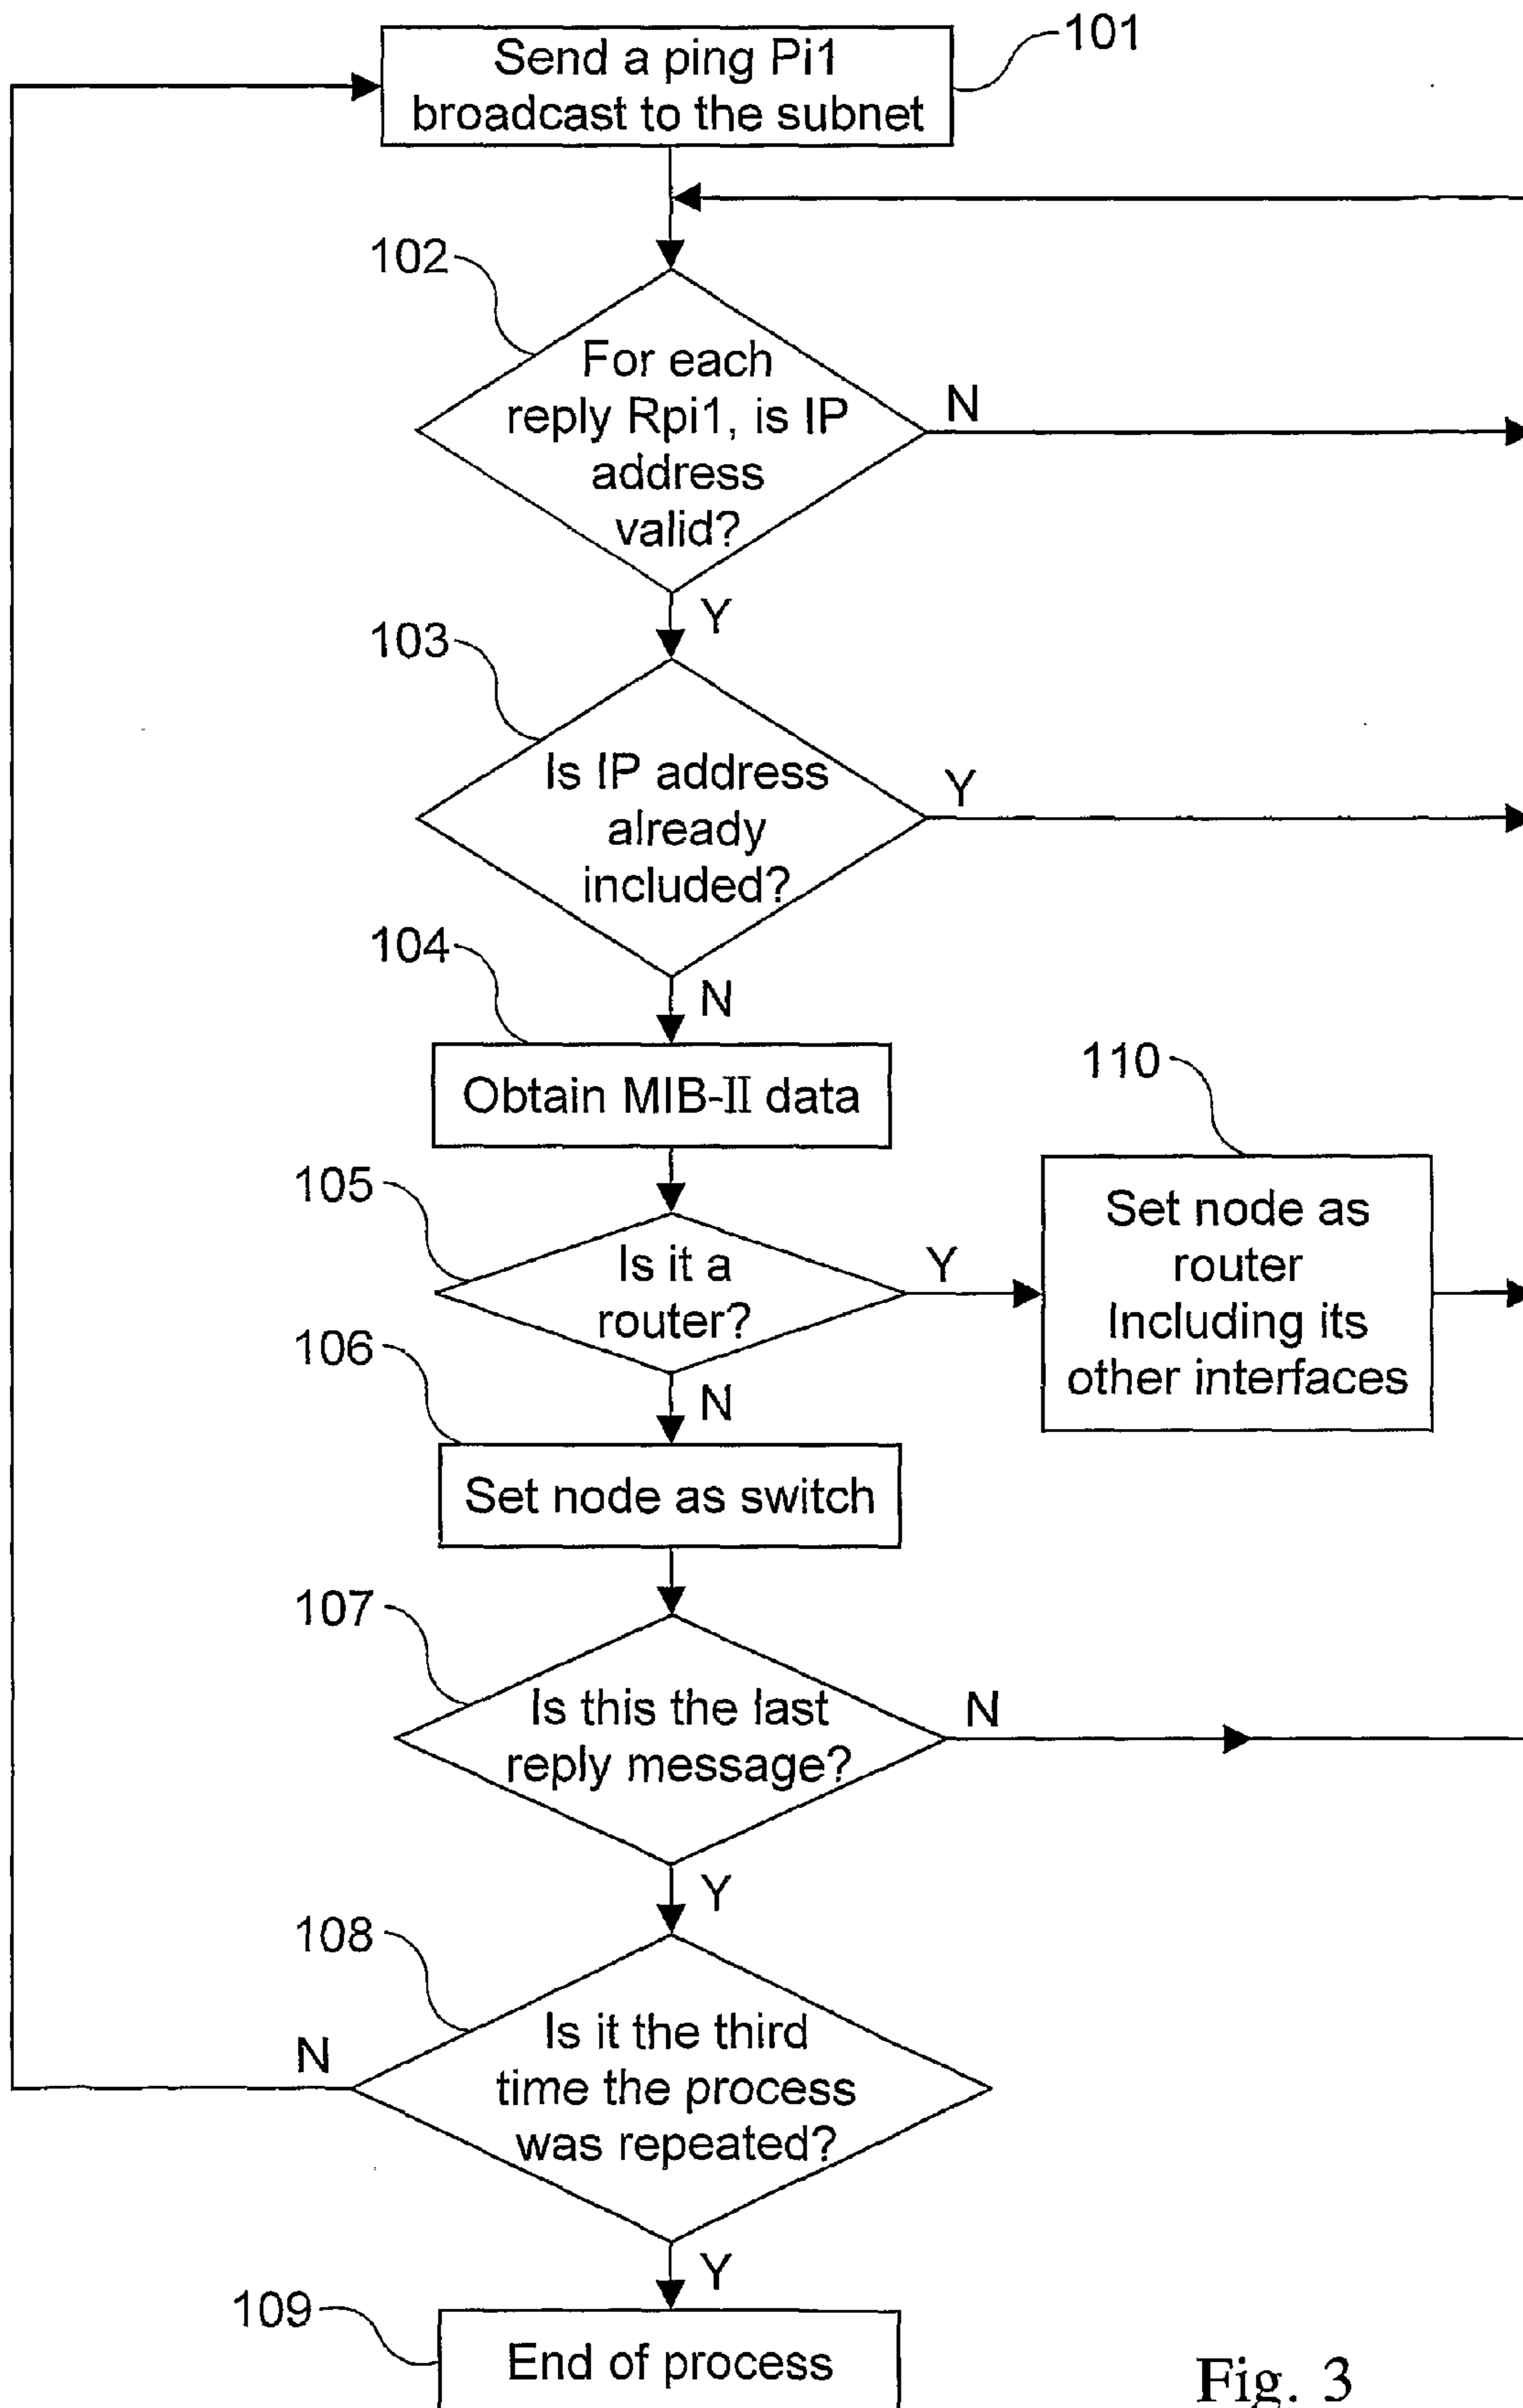 101
Send a ping Pi1
broadcast to the subnet
102
For each
reply Rpi1, is IP
address
valid?
N
Y
103
Is IP address
already
included?
Y
N
104
Obtain MIB-II data
110
105
Is it a
router?
Y
Set node as
router
Including its
other interfaces
106
N
Set node as switch
107
Is this the last
reply message?
N
Y
108
Is it the third
time the process
was repeated?
N
Y
109
End of process
Fig. 3